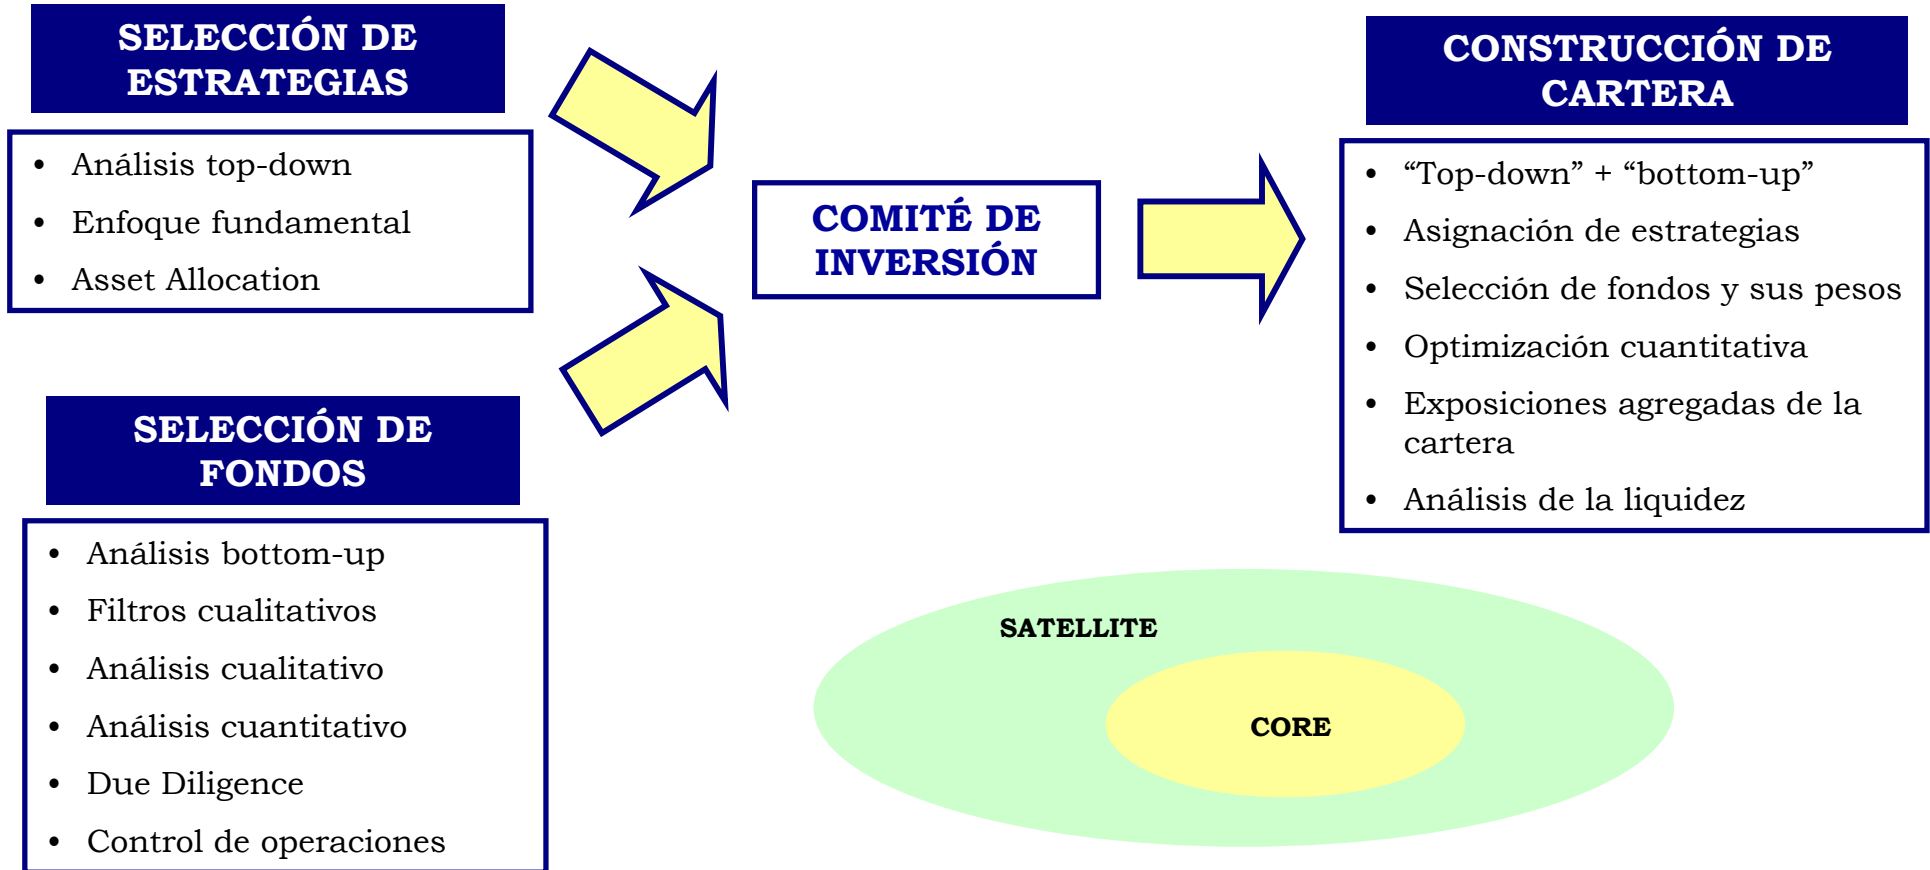 SELECCIÓN DE
ESTRATEGIAS
• Análisis top-down
• Enfoque fundamental
• Asset Allocation
SELECCIÓN DE
FONDOS
• Análisis bottom-up
• Filtros cualitativos
• Análisis cualitativo
• Análisis cuantitativo
• Due Diligence
• Control de operaciones
COMITÉ DE
INVERSIÓN
CONSTRUCCIÓN DE
CARTERA
• “Top-down” + “bottom-up”
• Asignación de estrategias
• Selección de fondos y sus pesos
• Optimización cuantitativa
• Exposiciones agregadas de la
cartera
• Análisis de la liquidez
SATELLITE
CORE